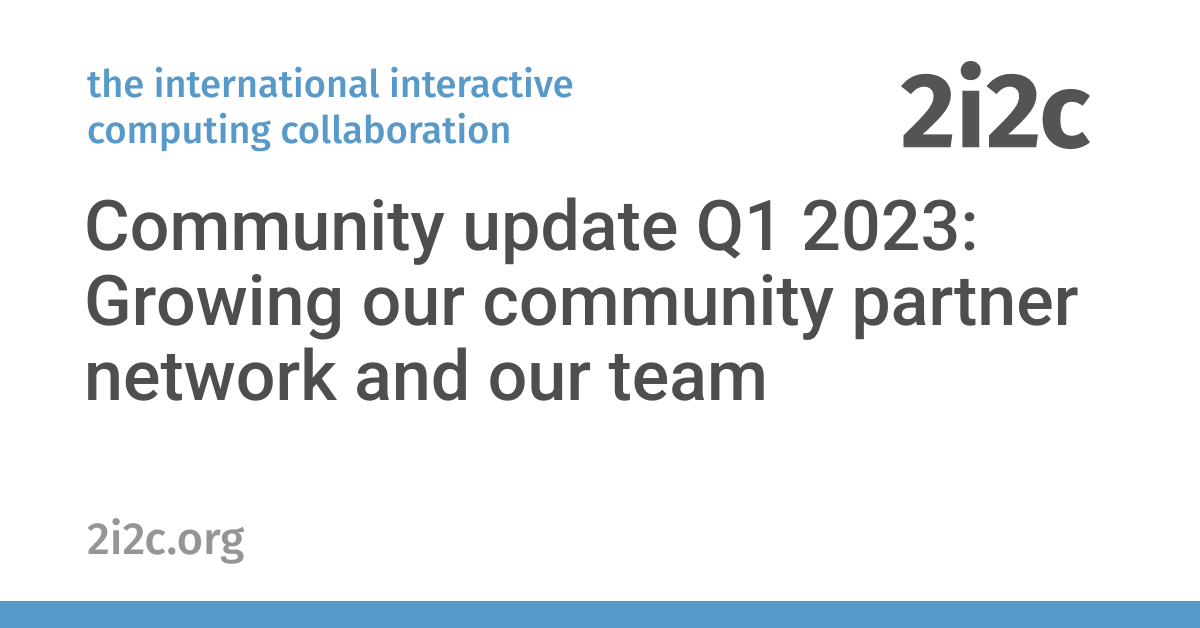 the international interactive
computing collaboration
2i2c
Community update Q1 2023:
Growing our community partner
network and our team
2i2c.org